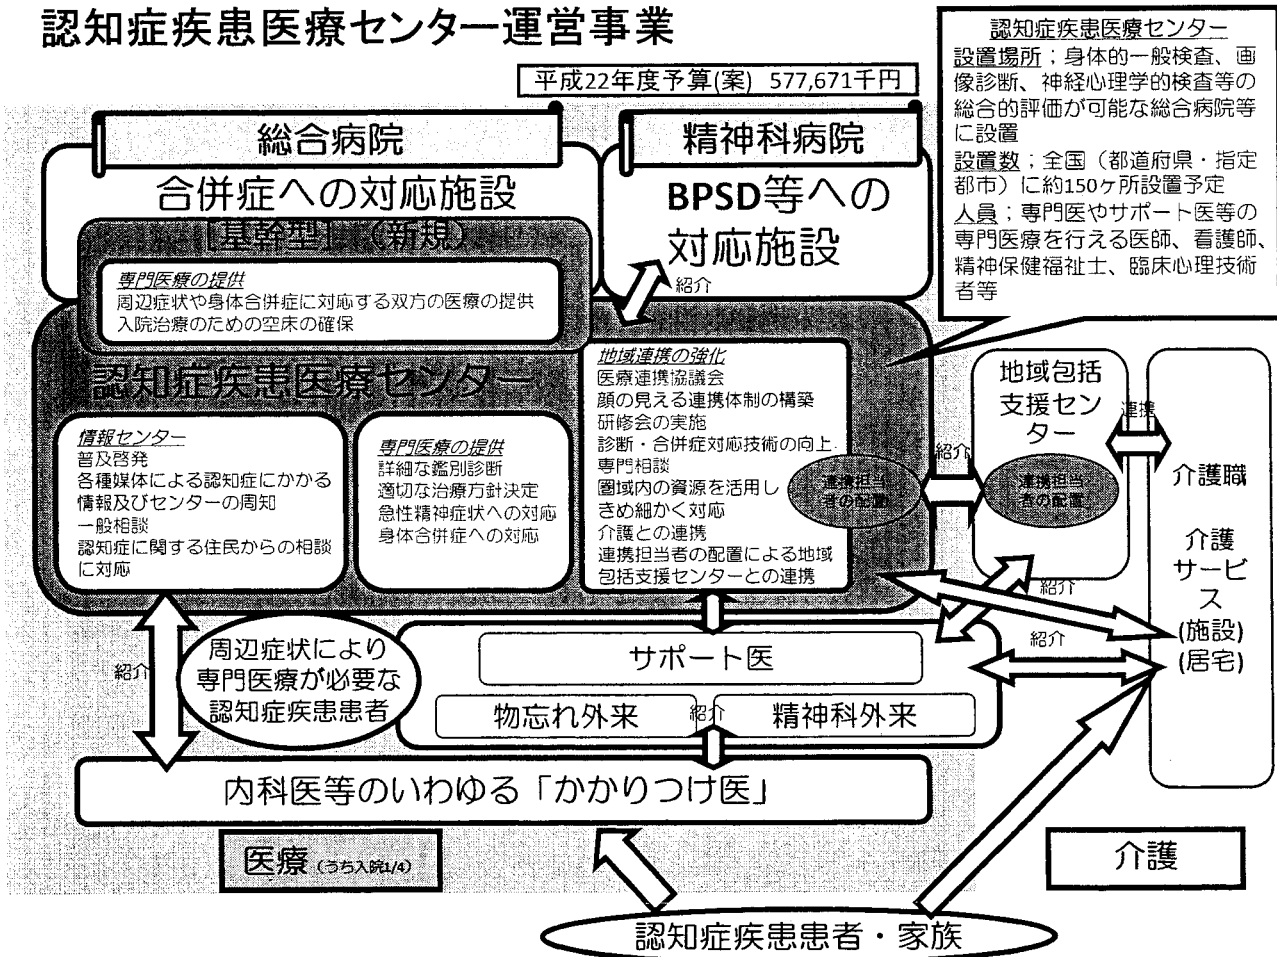 認知症疾患医療センター運営事業
平成22年度予算(案) 577,671千円
認知症疾患医療センター
設置場所；身体的一般検査、画
像診断、神経心理学的検査等の
総合的評価が可能な総合病院等
に設置
設置数；全国（都道府県・指定
都市）に約150ヶ所設置予定
人員；専門医やサポート医等の
専門医療を行える医師、看護師、
精神保健福祉士、臨床心理技術
者等
総合病院
合併症への対応施設
精神科病院
BPSD等への
対応施設
紹介
[基幹型]（新規）
専門医療の提供
周辺症状や身体合併症に対応する双方の医療の提供
入院治療のための空床の確保
認知症疾患医療センター
情報センター
普及啓発
各種媒体による認知症にかかる
情報及びセンターの周知
一般相談
認知症に関する住民からの相談
に対応
専門医療の提供
詳細な鑑別診断
適切な治療方針決定
急性精神症状への対応
身体合併症への対応
地域連携の強化
医療連携協議会
顔の見える連携体制の構築
研修会の実施
診断・合併症対応技術の向上
専門相談
圏域内の資源を活用し
きめ細かく対応
介護との連携
連携担当者の配置による地域
包括支援センターとの連携
連携担当
者の配置
紹介
地域包括
支援セン
ター
連携担当
者の配置
連携
介護職
介護
サービ
ス
(施設)
(居宅)
紹介
紹介
紹介
周辺症状により
専門医療が必要な
認知症疾患患者
サポート医
物忘れ外来
紹介
精神科外来
内科医等のいわゆる「かかりつけ医」
医療（うち入院1/4）
介護
認知症疾患患者・家族